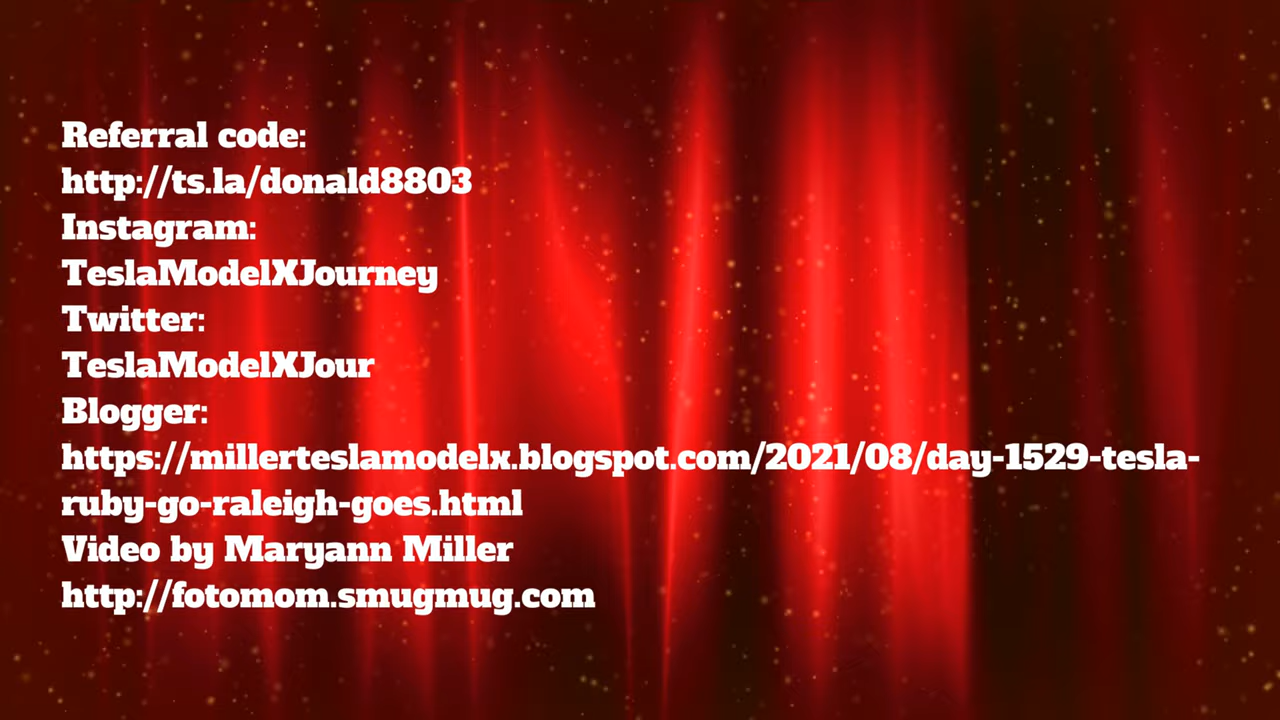 Referral code:
http://ts.la/donald8803
Instagram:
TeslaModelXJourney
Twitter:
TeslaModelXJour
Blogger:
https://millerteslamodelx.blogspot.com/2021/08/day-1529-tesla-
ruby-go-raleigh-goes.html
Video by Maryann Miller
http://fotomom.smugmug.com